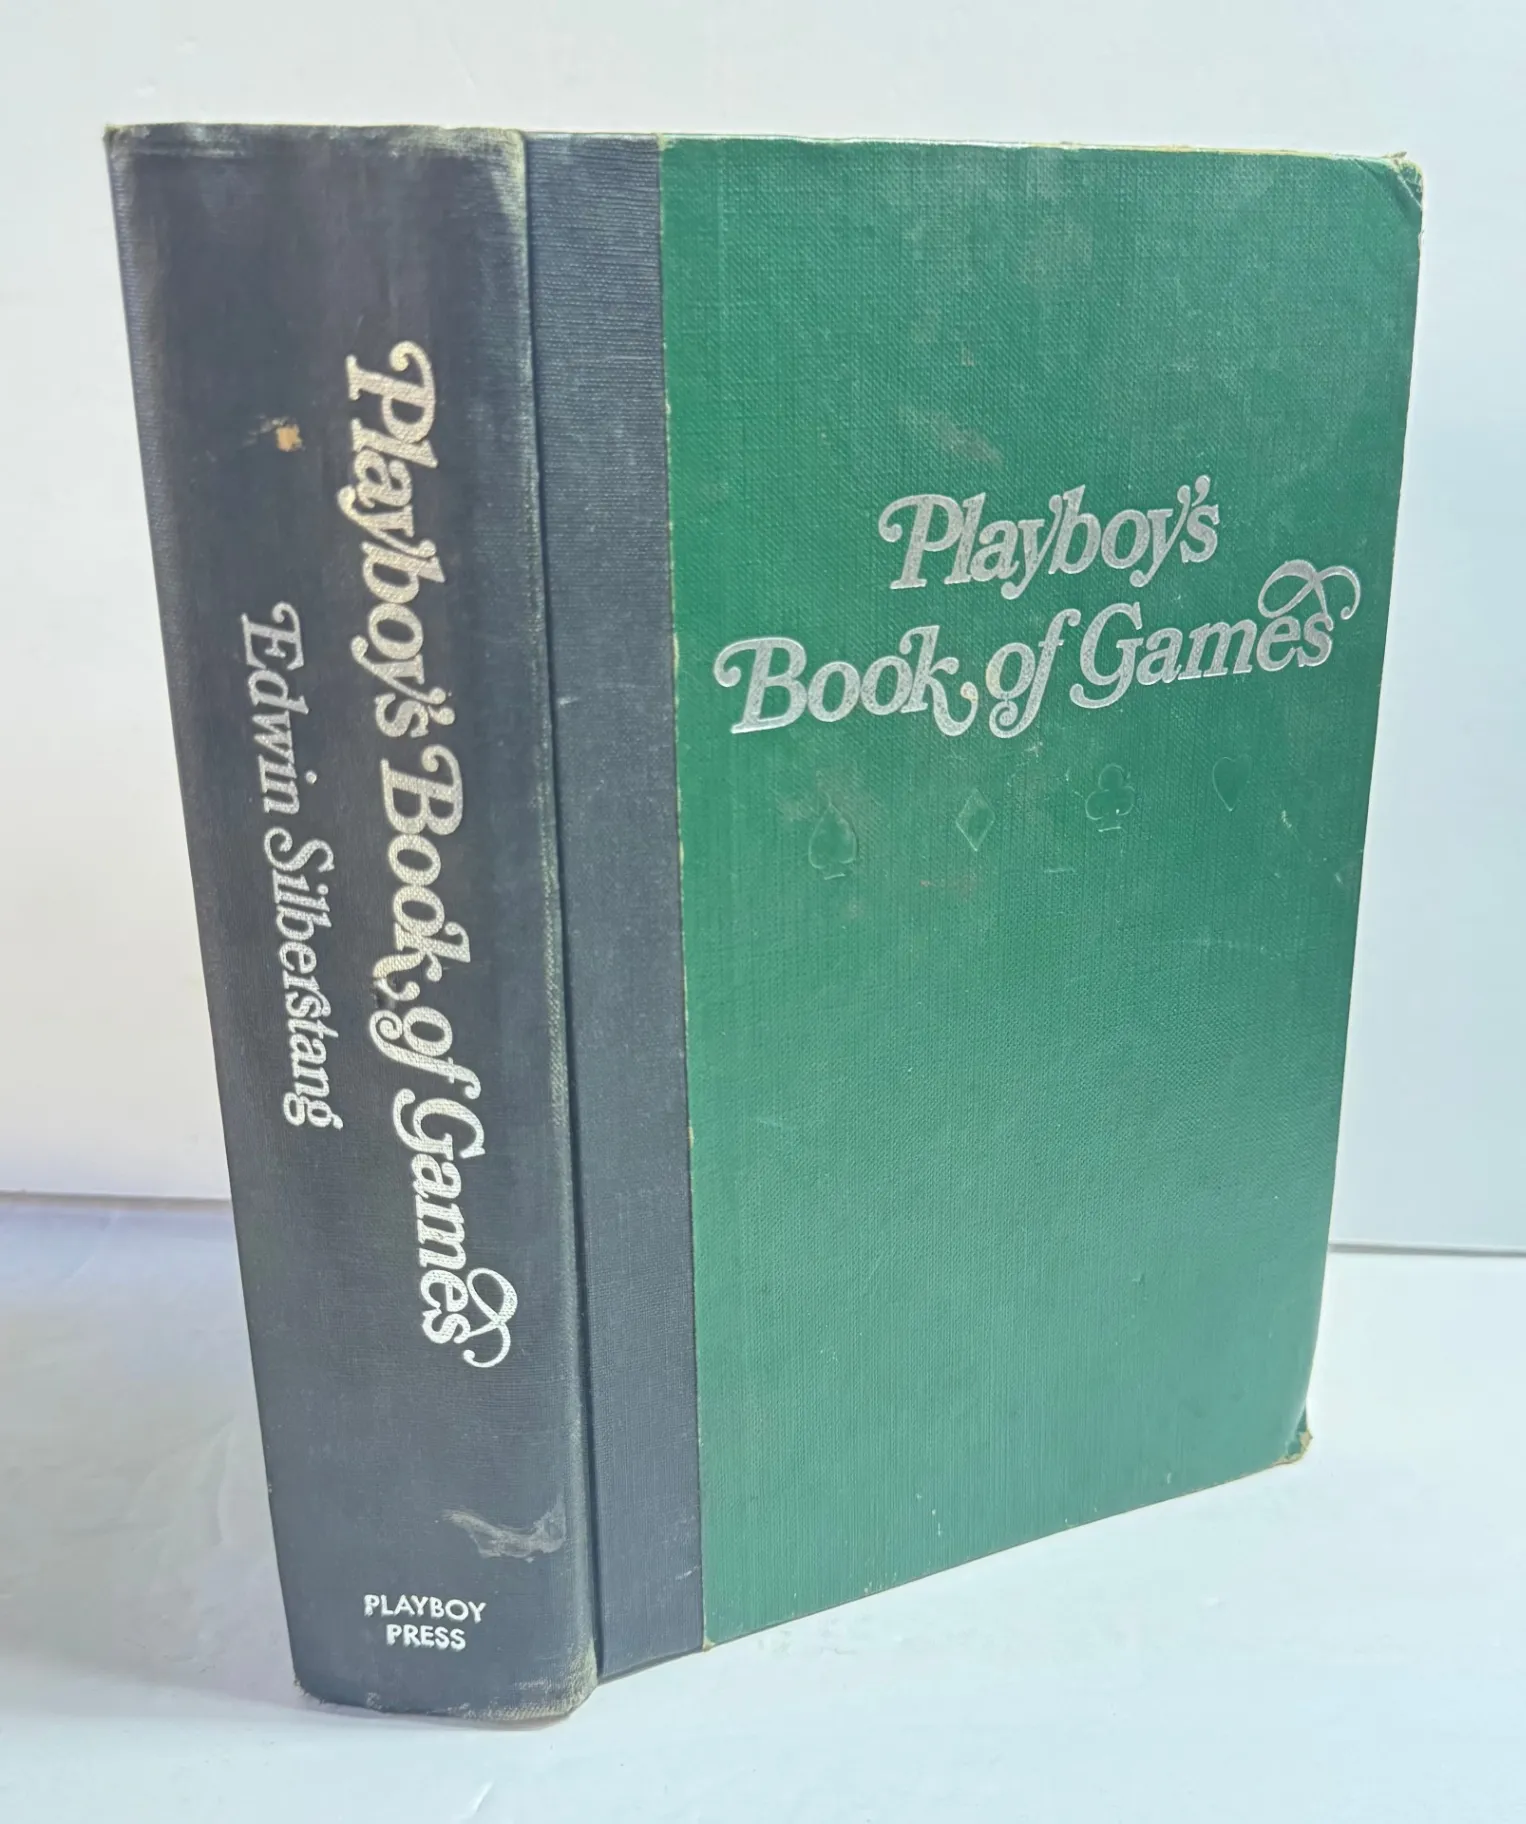 Playboy's Book of Games
Edwin Silberstang
PLAYBOY
PRESS
Playboy's
Book of Games